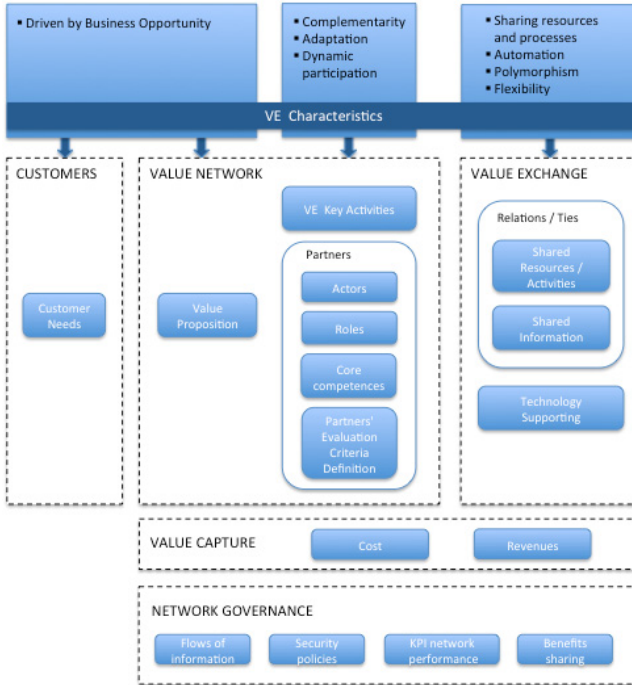 ▪ Driven by Business Opportunity
▪ Complementarity
▪ Adaptation
▪ Dynamic
participation
▪ Sharing resources
and processes
▪ Automation
▪ Polymorphism
▪ Flexibility
VE Characteristics
CUSTOMERS
Customer
Needs
VALUE NETWORK
Value
Proposition
VE Key Activities
Partners
Actors
Roles
Core
competences
Partners'
Evaluation
Criteria
Definition
VALUE EXCHANGE
Relations / Ties
Shared
Resources /
Activities
Shared
Information
Technology
Supporting
VALUE CAPTURE
Cost
Revenues
NETWORK GOVERNANCE
Flows of
information
Security
policies
KPI network
performance
Benefits
sharing